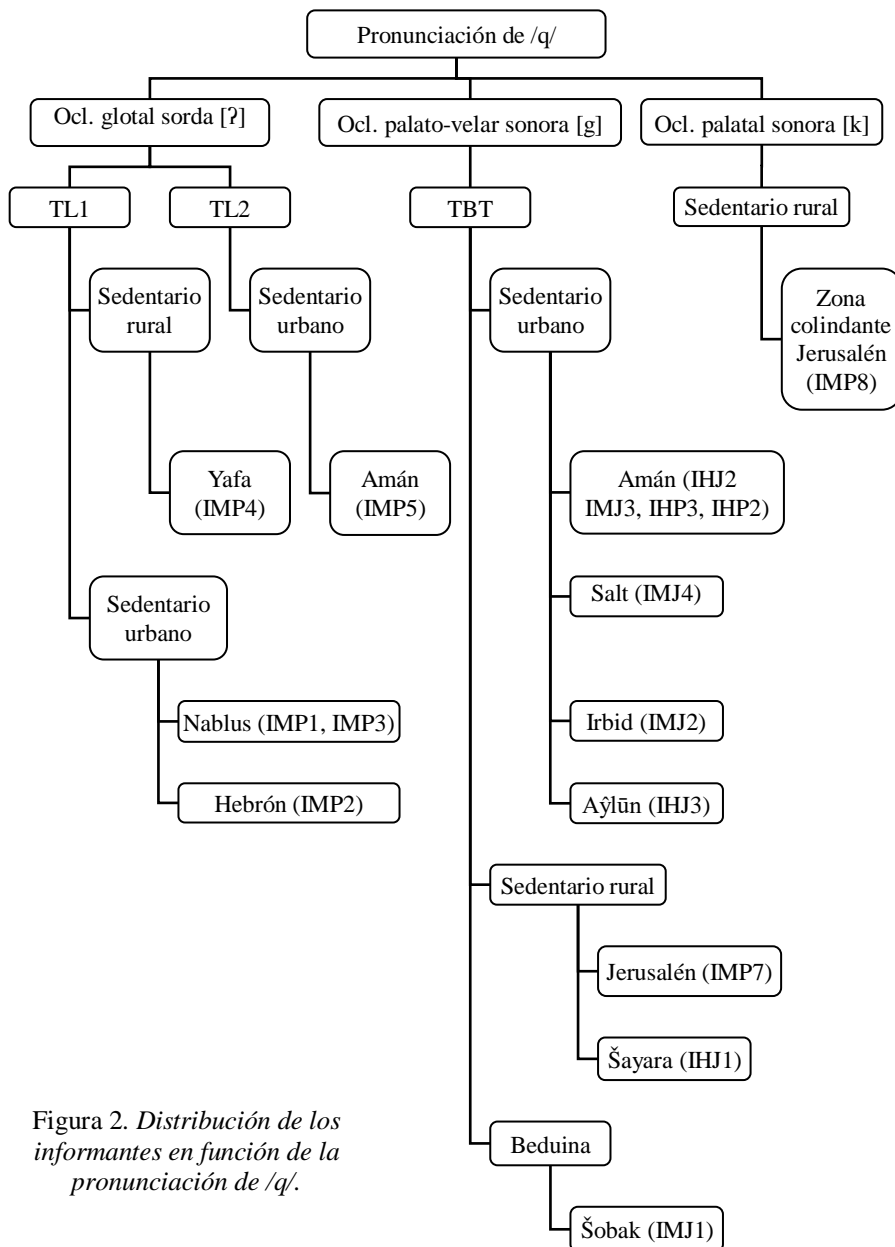 Pronunciación de /q/
Ocl. glotal sorda [ʔ]
Ocl. palato-velar sonora [g]
Ocl. palatal sonora [k]
TL1
TL2
TBT
Sedentario rural
Sedentario
rural
Sedentario
urbano
Sedentario
urbano
Zona
colindante
Jerusalén
(IMP8)
Yafa
(IMP4)
Amán
(IMP5)
Amán (IHJ2
IMJ3, IHP3, IHP2)
Sedentario
urbano
Salt (IMJ4)
Nablus (IMP1, IMP3)
Irbid (IMJ2)
Hebrón (IMP2)
Aŷlūn (IHJ3)
Sedentario rural
Jerusalén (IMP7)
Šayara (IHJ1)
Beduina
Šobak (IMJ1)
Figura 2. Distribución de los
informantes en función de la
pronunciación de /q/.